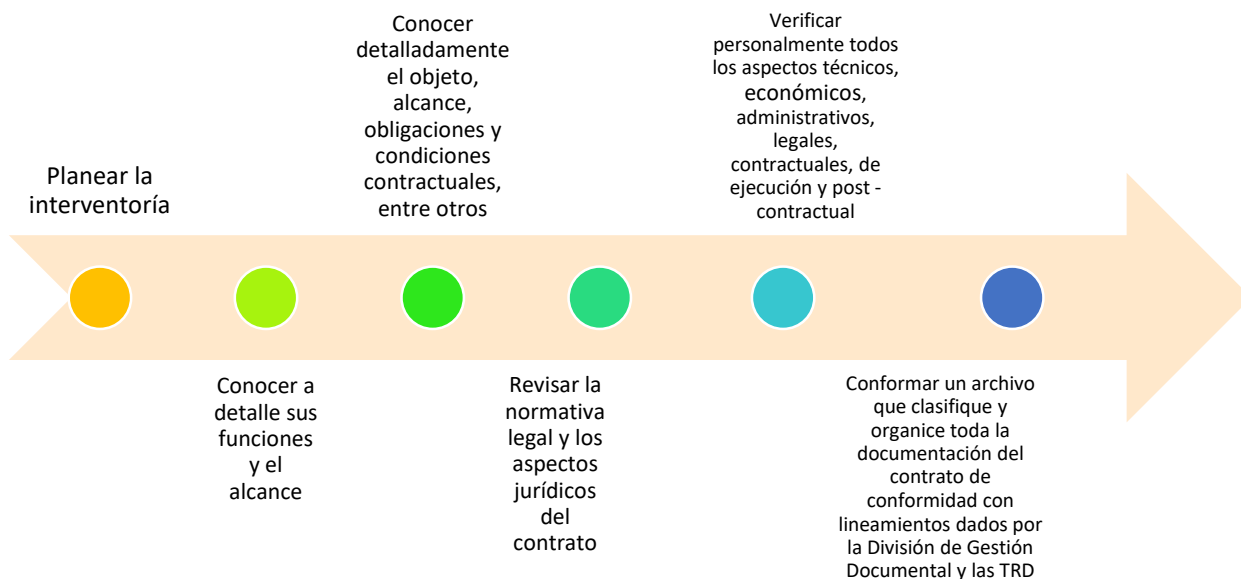 Planear la
interventoría
Conocer a
detalle sus
funciones
y el
alcance
Conocer
detalladamente
el objeto,
alcance,
obligaciones y
condiciones
contractuales,
entre otros
Revisar la
normativa
legal y los
aspectos
jurídicos
del
contrato
Verificar
personalmente todos
los aspectos técnicos,
económicos,
administrativos,
legales,
contractuales, de
ejecución y post -
contractual
Conformar un archivo
que clasifique y
organice toda la
documentación del
contrato de
conformidad con
lineamientos dados por
la División de Gestión
Documental y las TRD